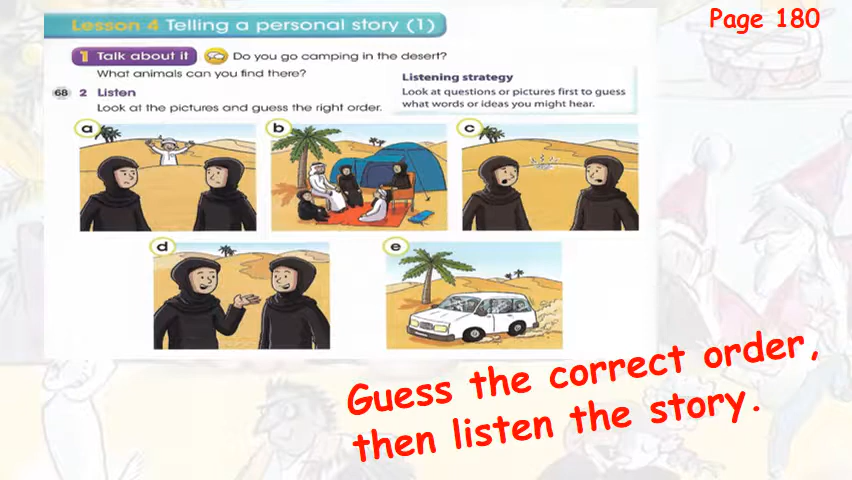 Page 180
Lesson 4 Telling a personal story (1)
1 Talk about it Do you go camping in the desert?
What animals can you find there?
Listening strategy
Look at questions or pictures first to guess
what words or ideas you might hear.
68 2 Listen
Look at the pictures and guess the right order.
a
b
c
d
e
Guess the correct order,
then listen the story.